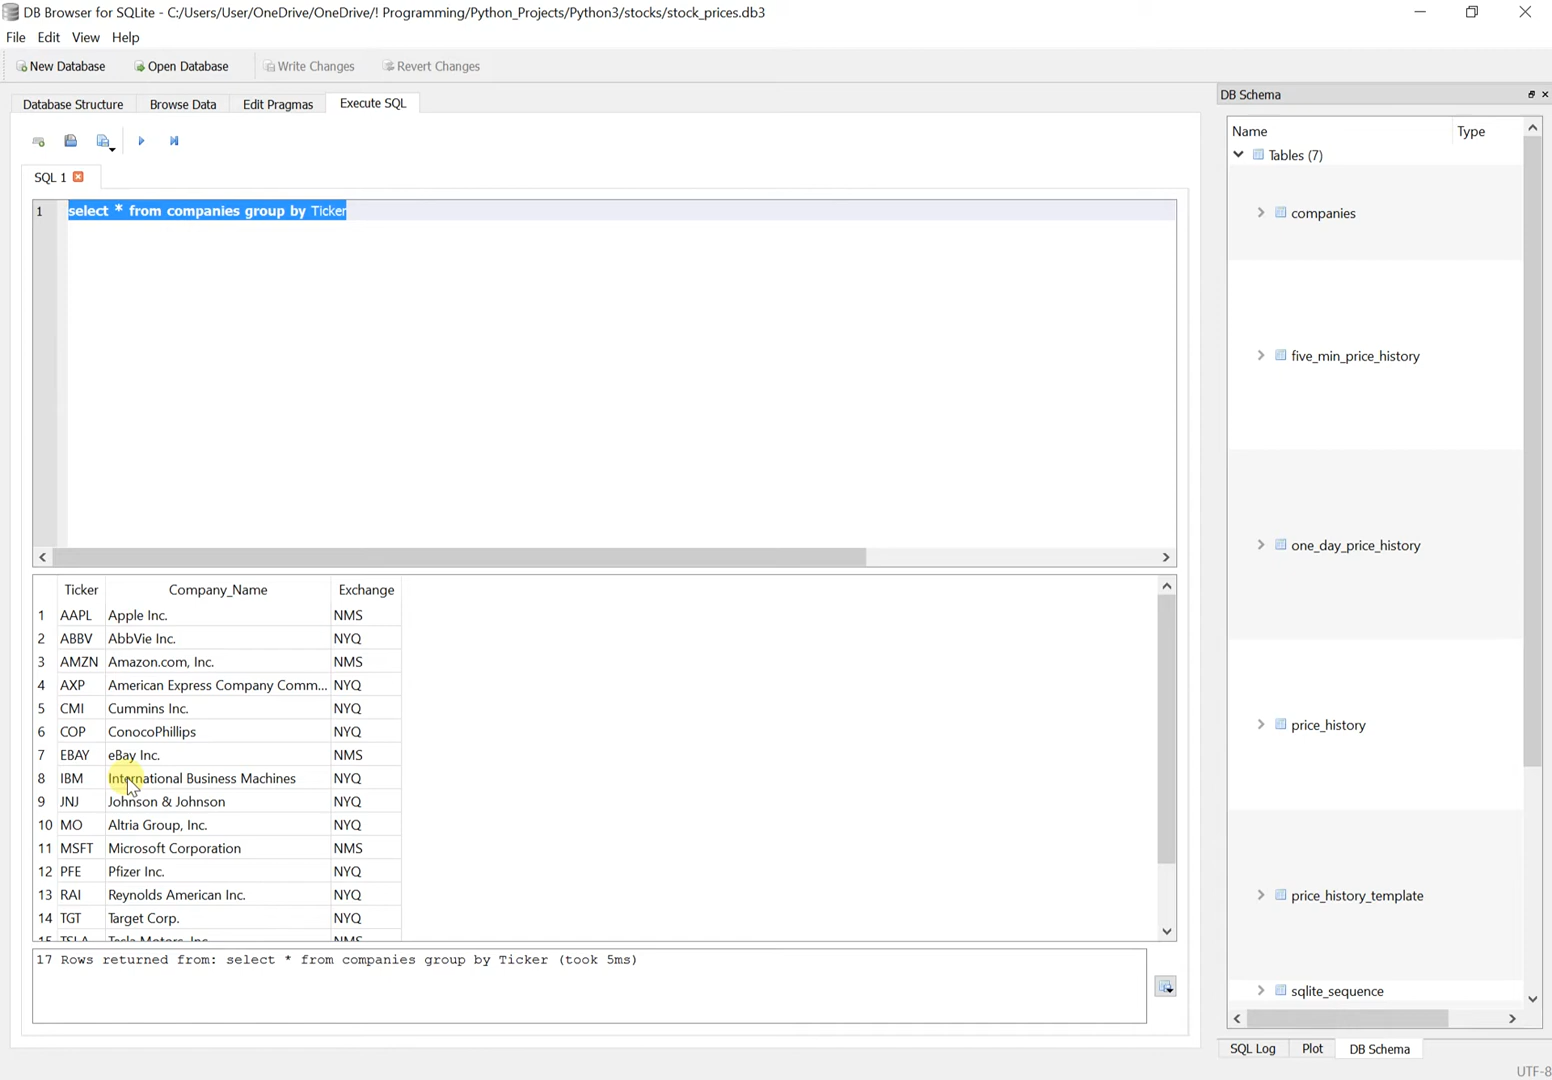 DB Browser for SQLite - C:/Users/User/OneDrive/OneDrive/! Programming/Python_Projects/Python3/stocks/stock_prices.db3
File Edit View Help
New Database Open Database Write Changes Revert Changes
Database Structure Browse Data Edit Pragmas Execute SQL
SQL 1
1 select * from companies group by Ticker
Ticker Company_Name Exchange
1 AAPL Apple Inc. NMS
2 ABBV AbbVie Inc. NYQ
3 AMZN Amazon.com, Inc. NMS
4 AXP American Express Company Comm... NYQ
5 CMI Cummins Inc. NYQ
6 COP ConocoPhillips NYQ
7 EBAY eBay Inc. NMS
8 IBM International Business Machines NYQ
9 JNJ Johnson & Johnson NYQ
10 MO Altria Group, Inc. NYQ
11 MSFT Microsoft Corporation NMS
12 PFE Pfizer Inc. NYQ
13 RAI Reynolds American Inc. NYQ
14 TGT Target Corp. NYQ
15 TSLA Tesla Motors, Inc. NMS
17 Rows returned from: select * from companies group by Ticker (took 5ms)
DB Schema
Name Type
Tables (7)
companies
five_min_price_history
one_day_price_history
price_history
price_history_template
sqlite_sequence
SQL Log Plot DB Schema
UTF-8